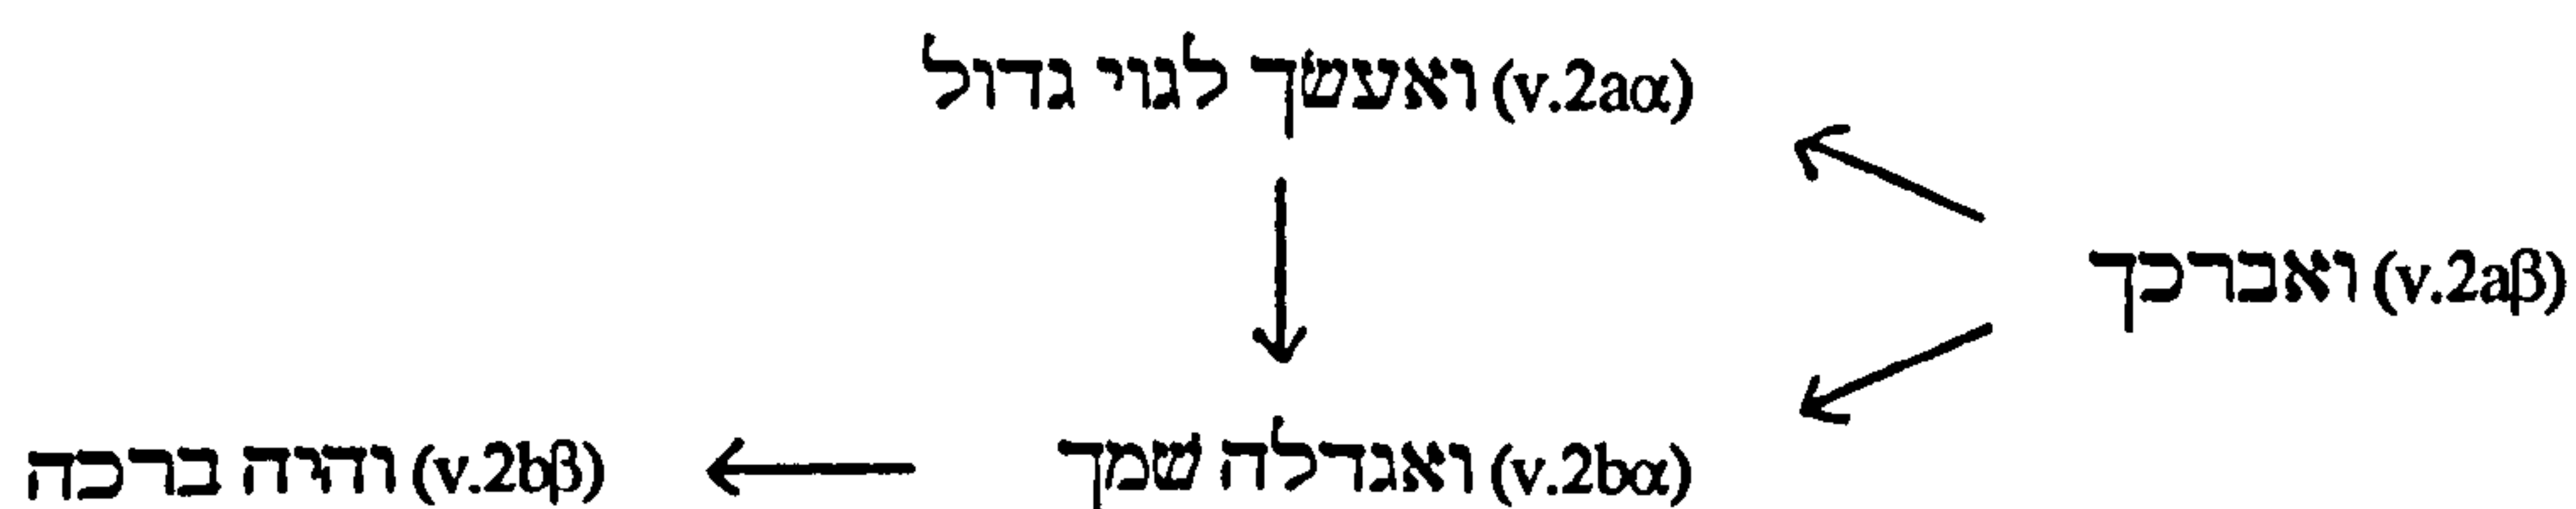 ואעשך לגוי גדול (v.2aα)
ואברכך (v.2aβ)
ואגדלה שמך (v.2bα)
והיה ברכה (v.2bβ)